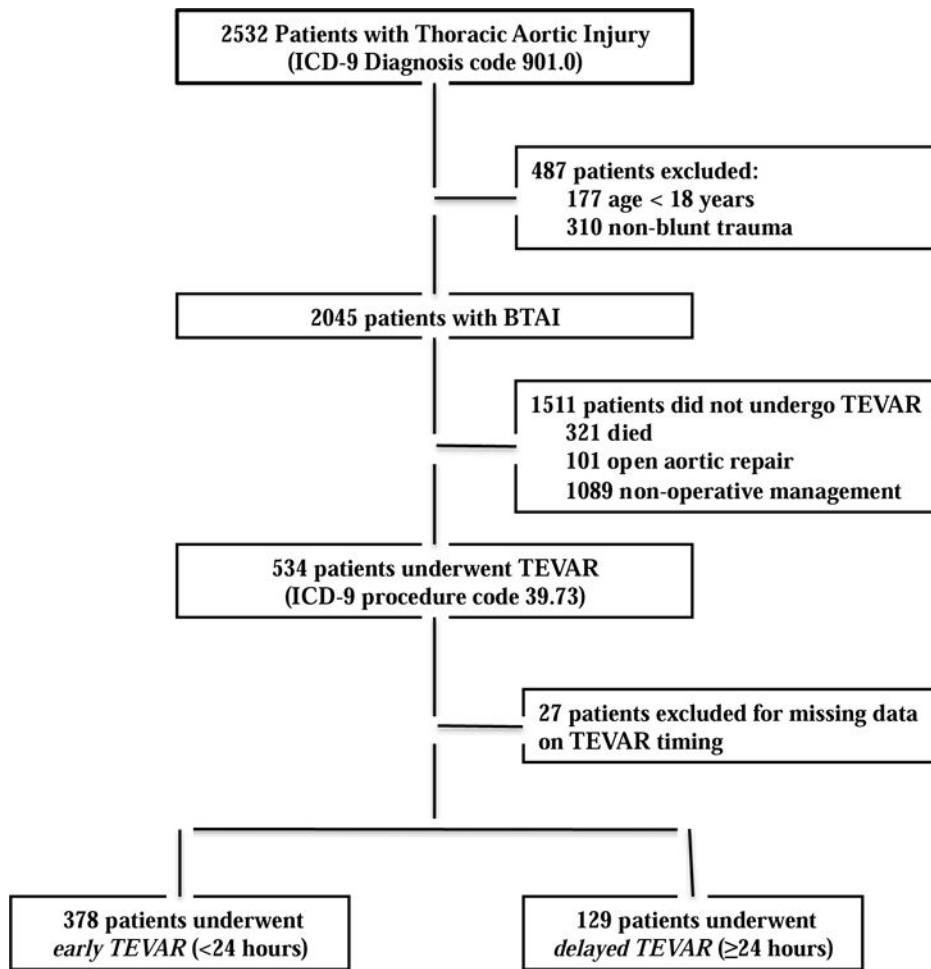 2532 Patients with Thoracic Aortic Injury
(ICD-9 Diagnosis code 901.0)
487 patients excluded:
177 age < 18 years
310 non-blunt trauma
2045 patients with BTAI
1511 patients did not undergo TEVAR
321 died
101 open aortic repair
1089 non-operative management
534 patients underwent TEVAR
(ICD-9 procedure code 39.73)
27 patients excluded for missing data
on TEVAR timing
378 patients underwent
early TEVAR (<24 hours)
129 patients underwent
delayed TEVAR (≥24 hours)